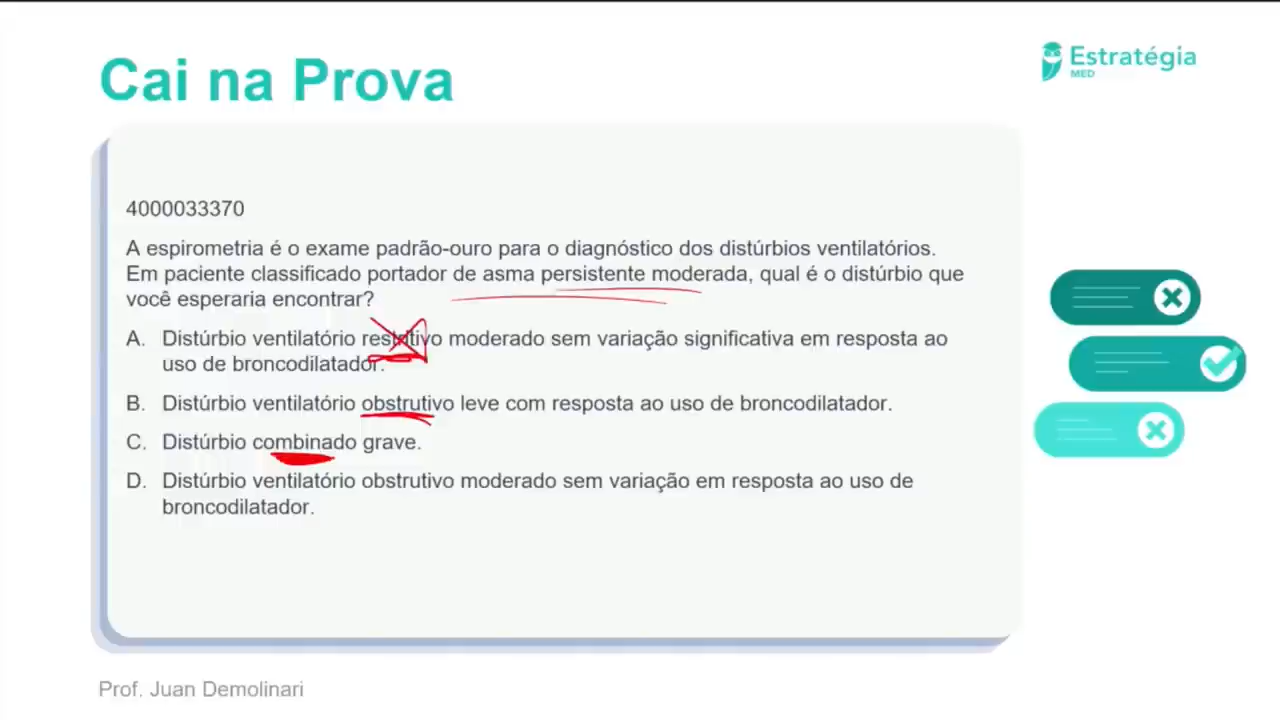 Cai na Prova
Estratégia
MED
4000033370
A espirometria é o exame padrão-ouro para o diagnóstico dos distúrbios ventilatórios.
Em paciente classificado portador de asma persistente moderada, qual é o distúrbio que
você esperaria encontrar?
A. Distúrbio ventilatório restritivo moderado sem variação significativa em resposta ao
uso de broncodilatador.
B. Distúrbio ventilatório obstrutivo leve com resposta ao uso de broncodilatador.
C. Distúrbio combinado grave.
D. Distúrbio ventilatório obstrutivo moderado sem variação em resposta ao uso de
broncodilatador.
Prof. Juan Demolinari